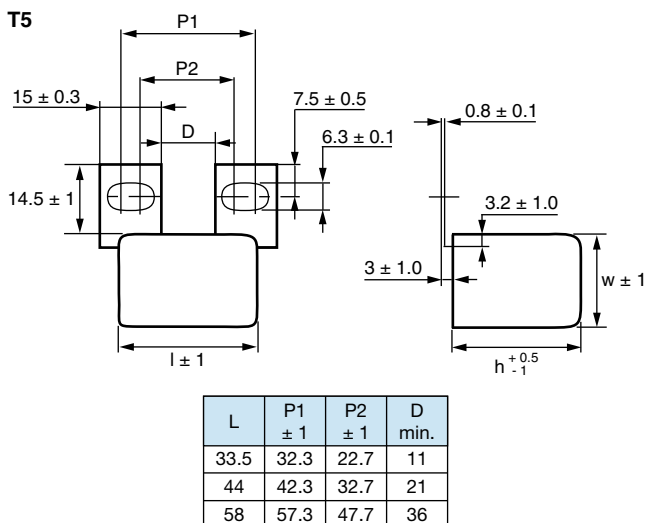 T5
P1
P2
15 ± 0.3
D
7.5 ± 0.5
6.3 ± 0.1
14.5 ± 1
l ± 1
0.8 ± 0.1
3.2 ± 1.0
3 ± 1.0
w ± 1
h + 0.5 - 1
L P1 ± 1 P2 ± 1 D min.
33.5 32.3 22.7 11
44 42.3 32.7 21
58 57.3 47.7 36